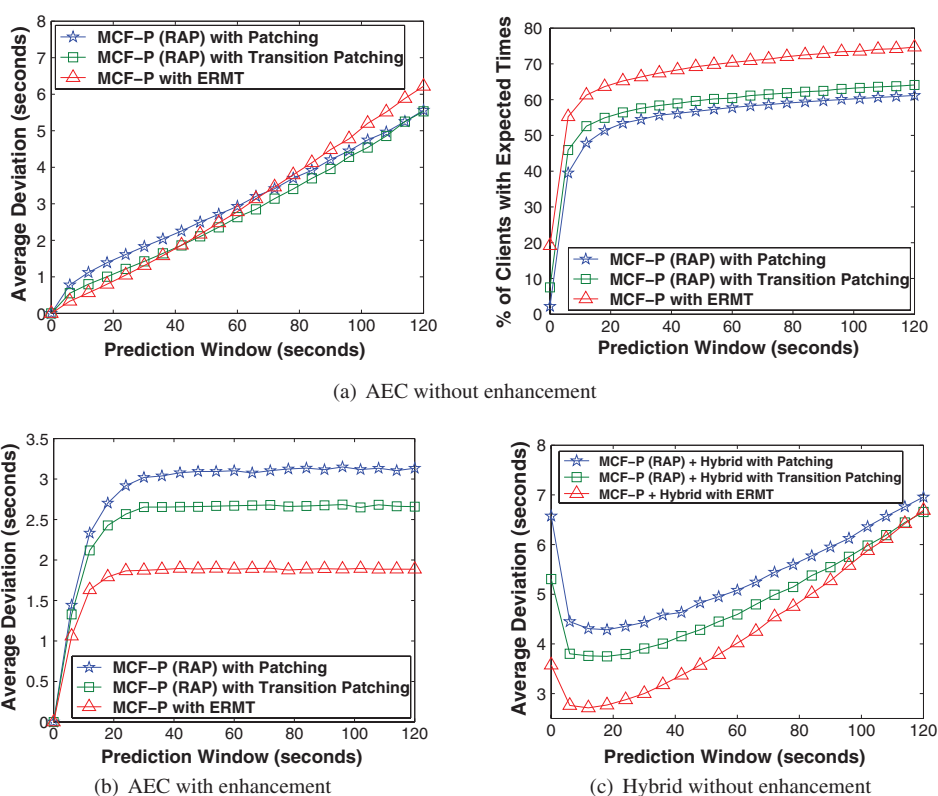 8
7
6
5
4
3
2
1
0
0 20 40 60 80 100 120
Average Deviation (seconds)
Prediction Window (seconds)
MCF–P (RAP) with Patching
MCF–P (RAP) with Transition Patching
MCF–P with ERMT
80
70
60
50
40
30
20
10
0
0 20 40 60 80 100 120
% of Clients with Expected Times
Prediction Window (seconds)
MCF–P (RAP) with Patching
MCF–P (RAP) with Transition Patching
MCF–P with ERMT
(a) AEC without enhancement
3.5
3
2.5
2
1.5
1
0.5
0
0 20 40 60 80 100 120
Average Deviation (seconds)
Prediction Window (seconds)
MCF–P (RAP) with Patching
MCF–P (RAP) with Transition Patching
MCF–P with ERMT
(b) AEC with enhancement
8
7
6
5
4
3
0 20 40 60 80 100 120
Average Deviation (seconds)
Prediction Window (seconds)
MCF–P (RAP) + Hybrid with Patching
MCF–P (RAP) + Hybrid with Transition Patching
MCF–P + Hybrid with ERMT
(c) Hybrid without enhancement